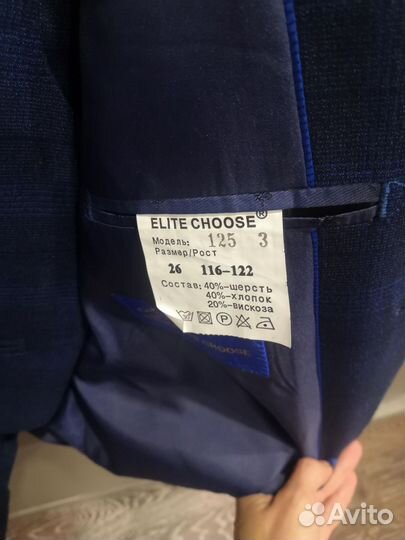 ELITE CHOOSE®
Модель: 125 3
Размер/Рост
26 116-122
Состав: 40%-шерсть
40%-хлопок
20%-вискоза
CHOOSE
Avito